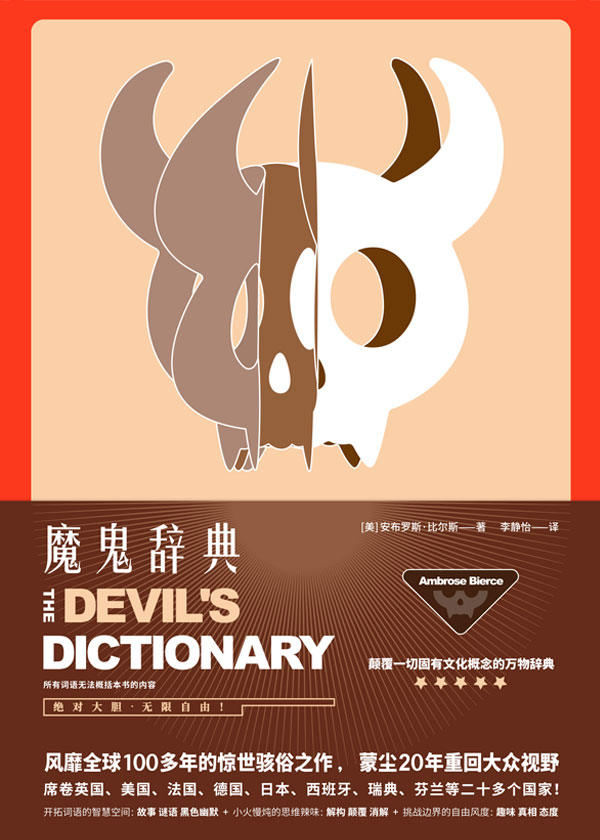 [美]安布罗斯·比尔斯——著 李静怡——译
魔鬼辞典
THE
DEVIL'S
DICTIONARY
Ambrose Bierce
颠覆一切固有文化概念的万物辞典
所有词语无法概括本书的内容
绝对大胆·无限自由!
风靡全球100多年的惊世骇俗之作,蒙尘20年重回大众视野
席卷英国、美国、法国、德国、日本、西班牙、瑞典、芬兰等二十多个国家!
开拓词语的智慧空间: 故事 谜语 黑色幽默 + 小火慢炖的思维辣味: 解构 颠覆 消解 + 挑战边界的自由风度: 趣味 真相 态度